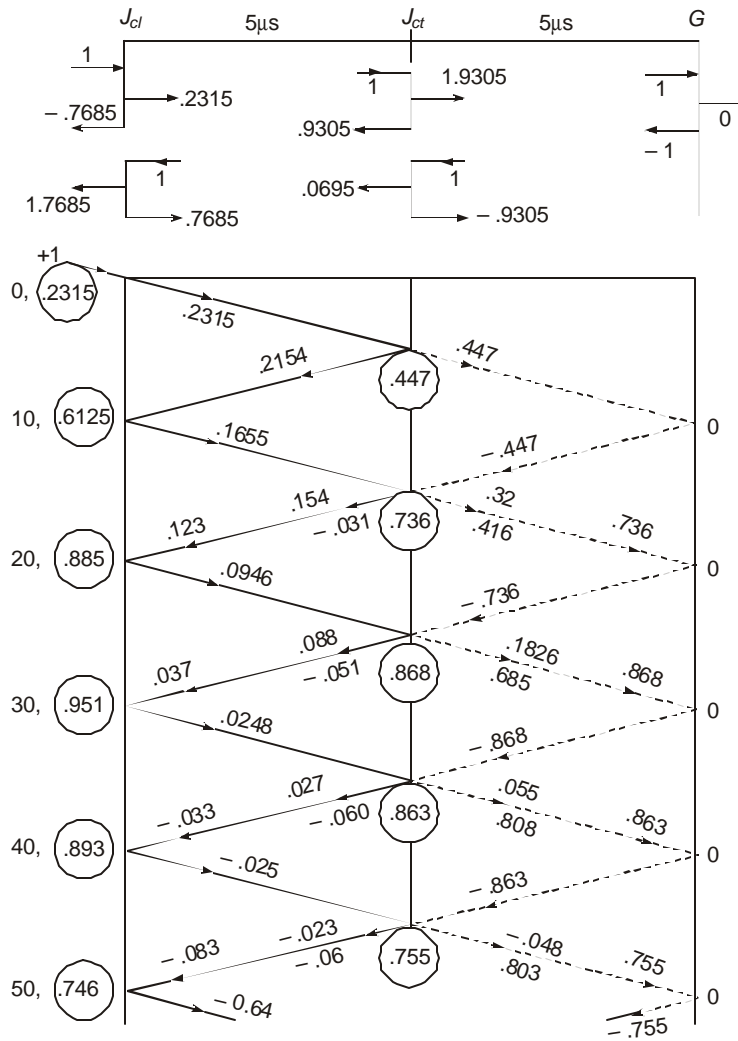 J_cl 5µs J_ct 5µs G
1 1 1.9305 1
− .7685 .2315 .9305 − 1 0
1.7685 1 .7685 .0695 1 − .9305
+1
0, .2315
.2315
.2154 .447 .447
10, .6125 0
.1655 − .447
.154 .32
.123 − .031 .736 .416 .736
20, .885 0
.0946 − .736
.088 .1826
.037 − .051 .868 .685 .868
30, .951 0
.0248 − .868
.027 .055
− .033 − .060 .863 .808 .863
40, .893 0
− .025 − .863
− .023 − .048
− .083 − .06 .755 .803 .755
50, .746 0
− 0.64 − .755